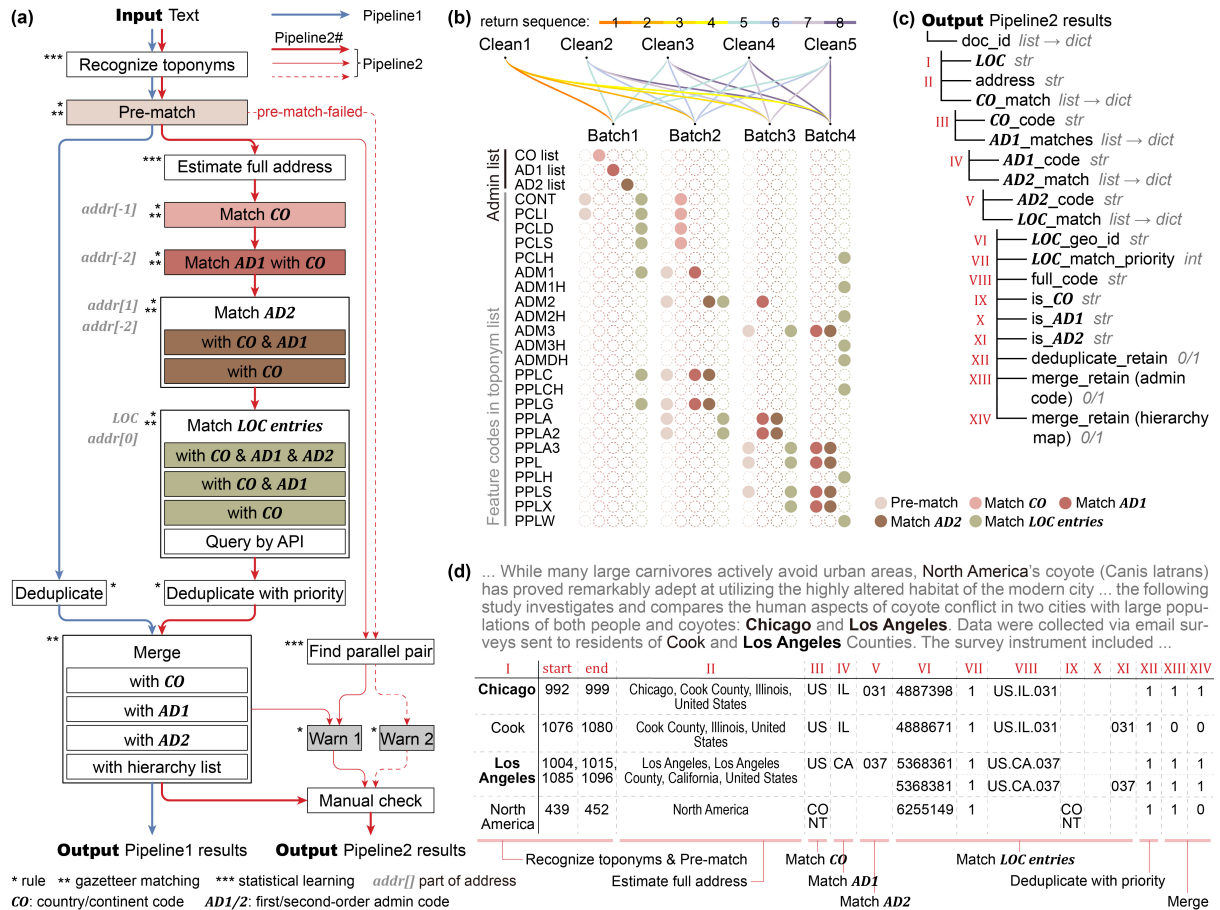 (a)
Input Text
Pipeline1
Pipeline2#
Pipeline2
*** Recognize toponyms
*
** Pre-match
pre-match-failed
*** Estimate full address
addr[-1] *
** Match CO
addr[-2] *
** Match AD1 with CO
addr[1] *
addr[-2] ** Match AD2
with CO & AD1
with CO
LOC *
addr[0] ** Match LOC entries
with CO & AD1 & AD2
with CO & AD1
with CO
Query by API
Deduplicate *
* Deduplicate with priority
** Merge
with CO
with AD1
with AD2
with hierarchy list
*** Find parallel pair
* Warn 1
* Warn 2
Manual check
Output Pipeline1 results
Output Pipeline2 results
* rule ** gazetteer matching *** statistical learning addr[] part of address
CO: country/continent code AD1/2: first/second-order admin code
(b)
return sequence: 1 2 3 4 5 6 7 8
Clean1 Clean2 Clean3 Clean4 Clean5
Batch1 Batch2 Batch3 Batch4
Admin list
CO list
AD1 list
AD2 list
Feature codes in toponym list
CONT
PCLI
PCLD
PCLS
PCLH
ADM1
ADM1H
ADM2
ADM2H
ADM3
ADM3H
ADMDH
PPLC
PPLCH
PPLG
PPLA
PPLA2
PPLA3
PPL
PPLH
PPLS
PPLX
PPLW
Pre-match Match CO Match AD1
Match AD2 Match LOC entries
(c)
Output Pipeline2 results
doc_id list → dict
I LOC str
II address str
CO_match list → dict
III CO_code str
AD1_matches list → dict
IV AD1_code str
AD2_match list → dict
V AD2_code str
LOC_match list → dict
VI LOC_geo_id str
VII LOC_match_priority int
VIII full_code str
IX is_CO str
X is_AD1 str
XI is_AD2 str
XII deduplicate_retain 0/1
XIII merge_retain (admin
code) 0/1
XIV merge_retain (hierarchy
map) 0/1
(d)
... While many large carnivores actively avoid urban areas, North America's coyote (Canis latrans)
has proved remarkably adept at utilizing the highly altered habitat of the modern city ... the following
study investigates and compares the human aspects of coyote conflict in two cities with large popu-
lations of both people and coyotes: Chicago and Los Angeles. Data were collected via email sur-
veys sent to residents of Cook and Los Angeles Counties. The survey instrument included ...
I start end II III IV V VI VII VIII IX X XI XII XIII XIV
Chicago 992 999 Chicago, Cook County, Illinois, US IL 031 4887398 1 US.IL.031 1 1 1
United States
Cook 1076 1080 Cook County, Illinois, United US IL 4888671 1 US.IL.031 031 1 0 0
States
Los 1004, 1015, Los Angeles, Los Angeles US CA 037 5368361 1 US.CA.037 1 1 1
Angeles 1085 1096 County, California, United States
5368381 1 US.CA.037 037 1 1 1
North 439 452 North America CO 6255149 1 CO 1 1 0
America NT NT
Recognize toponyms & Pre-match
Match CO
Match LOC entries
Estimate full address
Match AD1
Deduplicate with priority
Match AD2
Merge